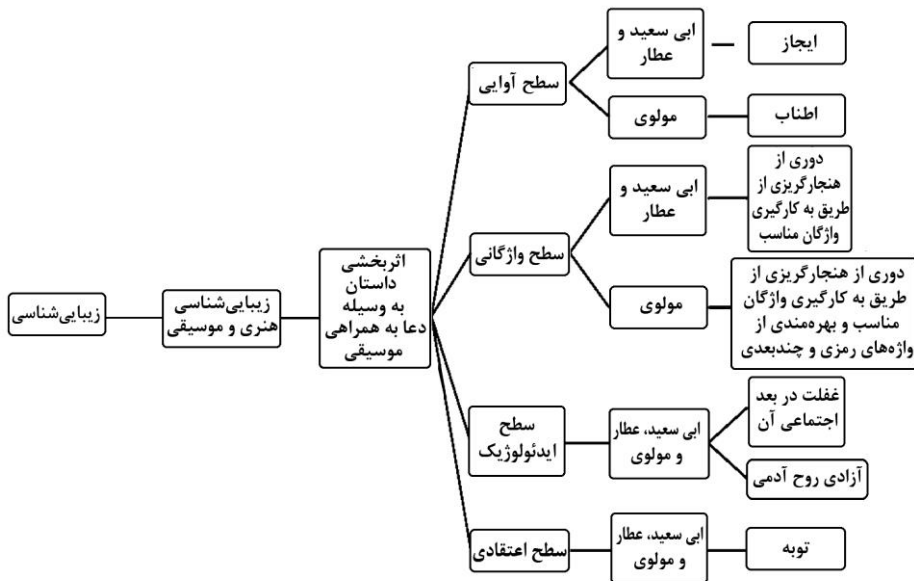 زیبایی‌شناسی
زیبایی‌شناسی
هنری و موسیقی
اثربخشی
داستان
به وسیله
دعا به همراهی
موسیقی
سطح آوایی
ابی سعید و
عطار
ایجاز
مولوی
اطناب
سطح واژگانی
ابی سعید و
عطار
دوری از
هنجارگریزی از
طریق به کارگیری
واژگان مناسب
مولوی
دوری از هنجارگریزی از
طریق به کارگیری واژگان
مناسب و بهره‌مندی از
واژه‌های رمزی و چندبعدی
سطح
ایدئولوژیک
ابی سعید، عطار
و مولوی
غفلت در بعد
اجتماعی آن
آزادی روح آدمی
سطح اعتقادی
ابی سعید، عطار
و مولوی
توبه